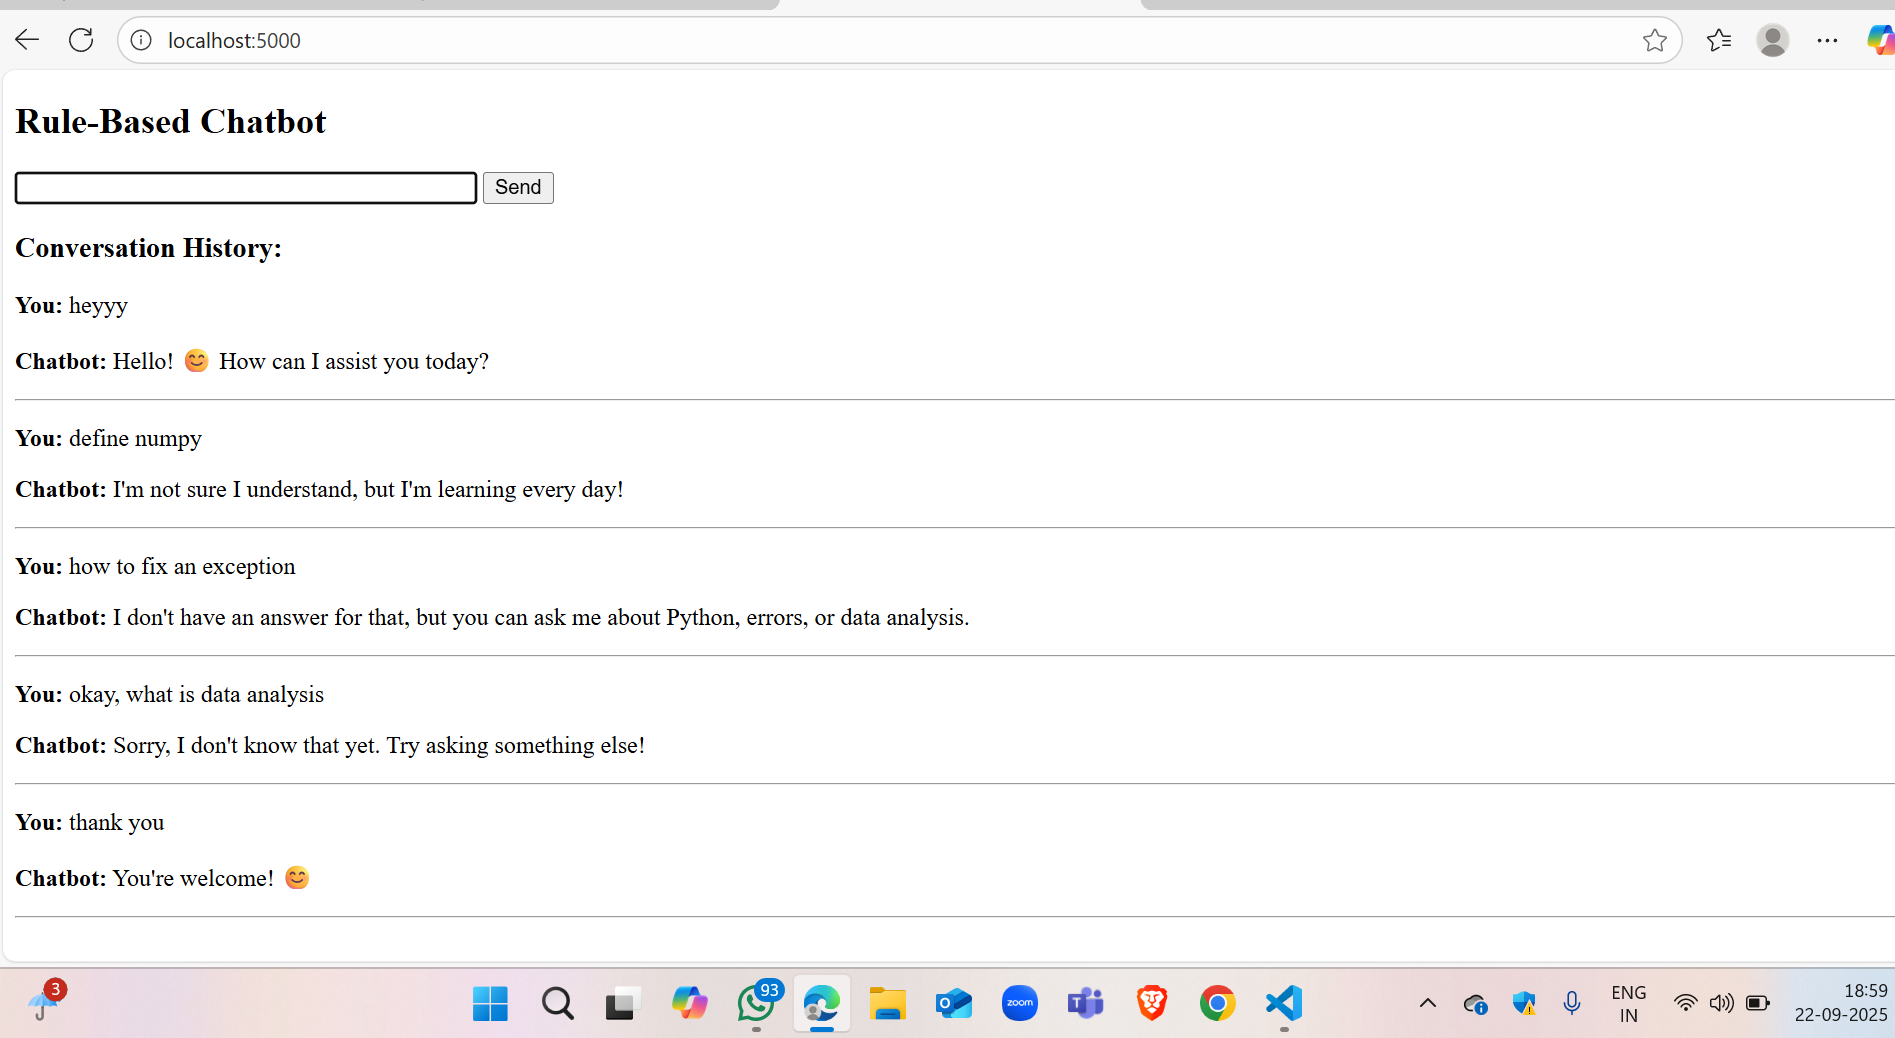 localhost:5000
Rule-Based Chatbot
Send
Conversation History:
You: heyyy
Chatbot: Hello! 😊 How can I assist you today?
You: define numpy
Chatbot: I'm not sure I understand, but I'm learning every day!
You: how to fix an exception
Chatbot: I don't have an answer for that, but you can ask me about Python, errors, or data analysis.
You: okay, what is data analysis
Chatbot: Sorry, I don't know that yet. Try asking something else!
You: thank you
Chatbot: You're welcome! 😊
3
93
zoom
ENG
IN
18:59
22-09-2025